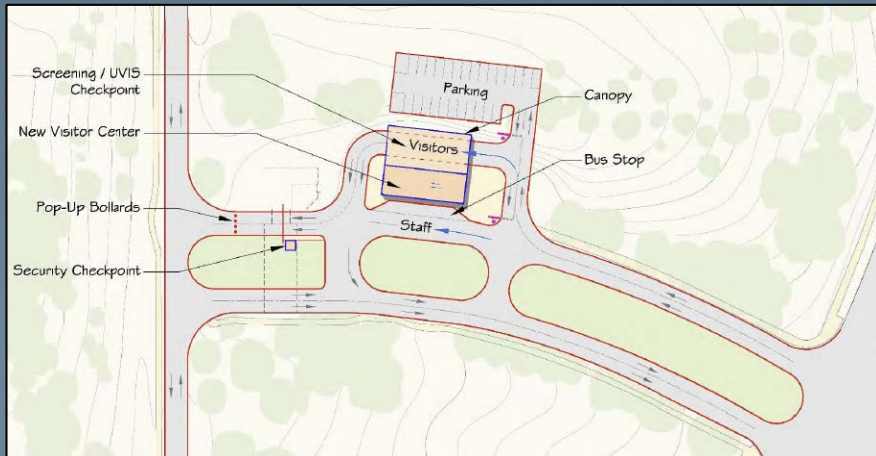 Screening / UVIS
Checkpoint
New Visitor Center
Pop-Up Bollards
Security Checkpoint
Parking
Visitors
Staff
Canopy
Bus Stop